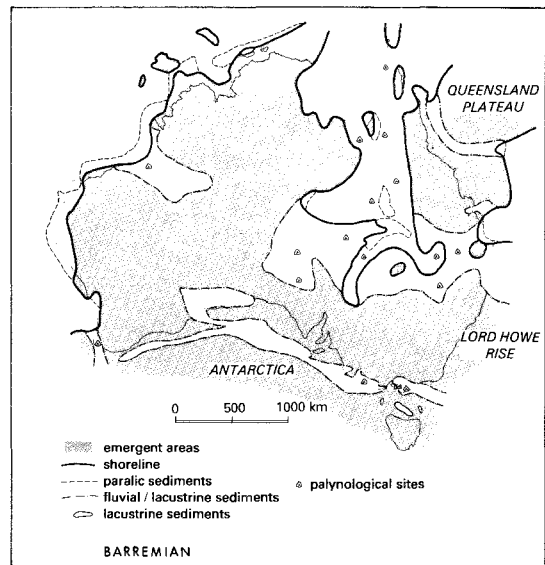 QUEENSLAND
PLATEAU
LORD HOWE
RISE
ANTARCTICA
0 500 1000 km
emergent areas
shoreline
paralic sediments
fluvial / lacustrine sediments
lacustrine sediments
palynological sites
BARREMIAN